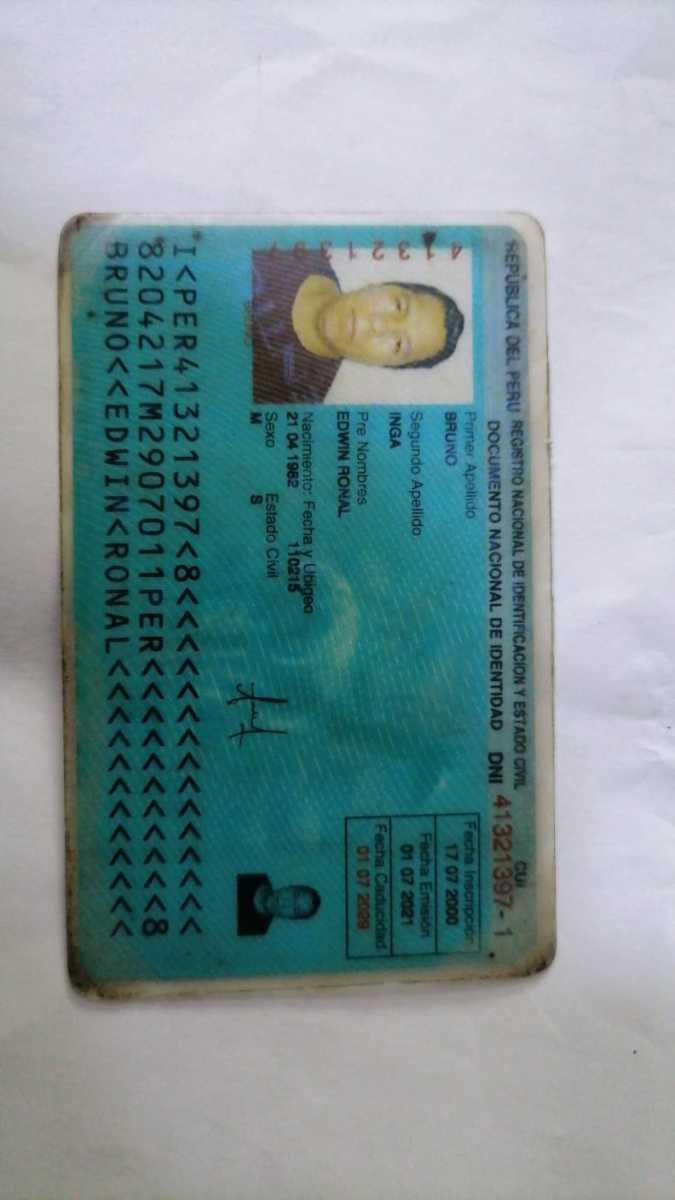 REPÚBLICA DEL PERU REGISTRO NACIONAL DE IDENTIFICACION Y ESTADO CIVIL
DOCUMENTO NACIONAL DE IDENTIDAD DNI 41321397-1
CUI
41321397
Primer Apellido
BRUNO
Segundo Apellido
INGA
Pre Nombres
EDWIN RONAL
Nacimiento: Fecha y Ubigeo
21 04 1982 110215
Sexo Estado Civil
M S
Fecha Inscripción
17 07 2000
Fecha Emisión
01 07 2021
Fecha Caducidad
01 07 2029
I<PER41321397<8<<<<<<<<<<<<<<<
8204217M2907011PER<<<<<<<<<<<8
BRUNO<<EDWIN<RONAL<<<<<<<<<<<<